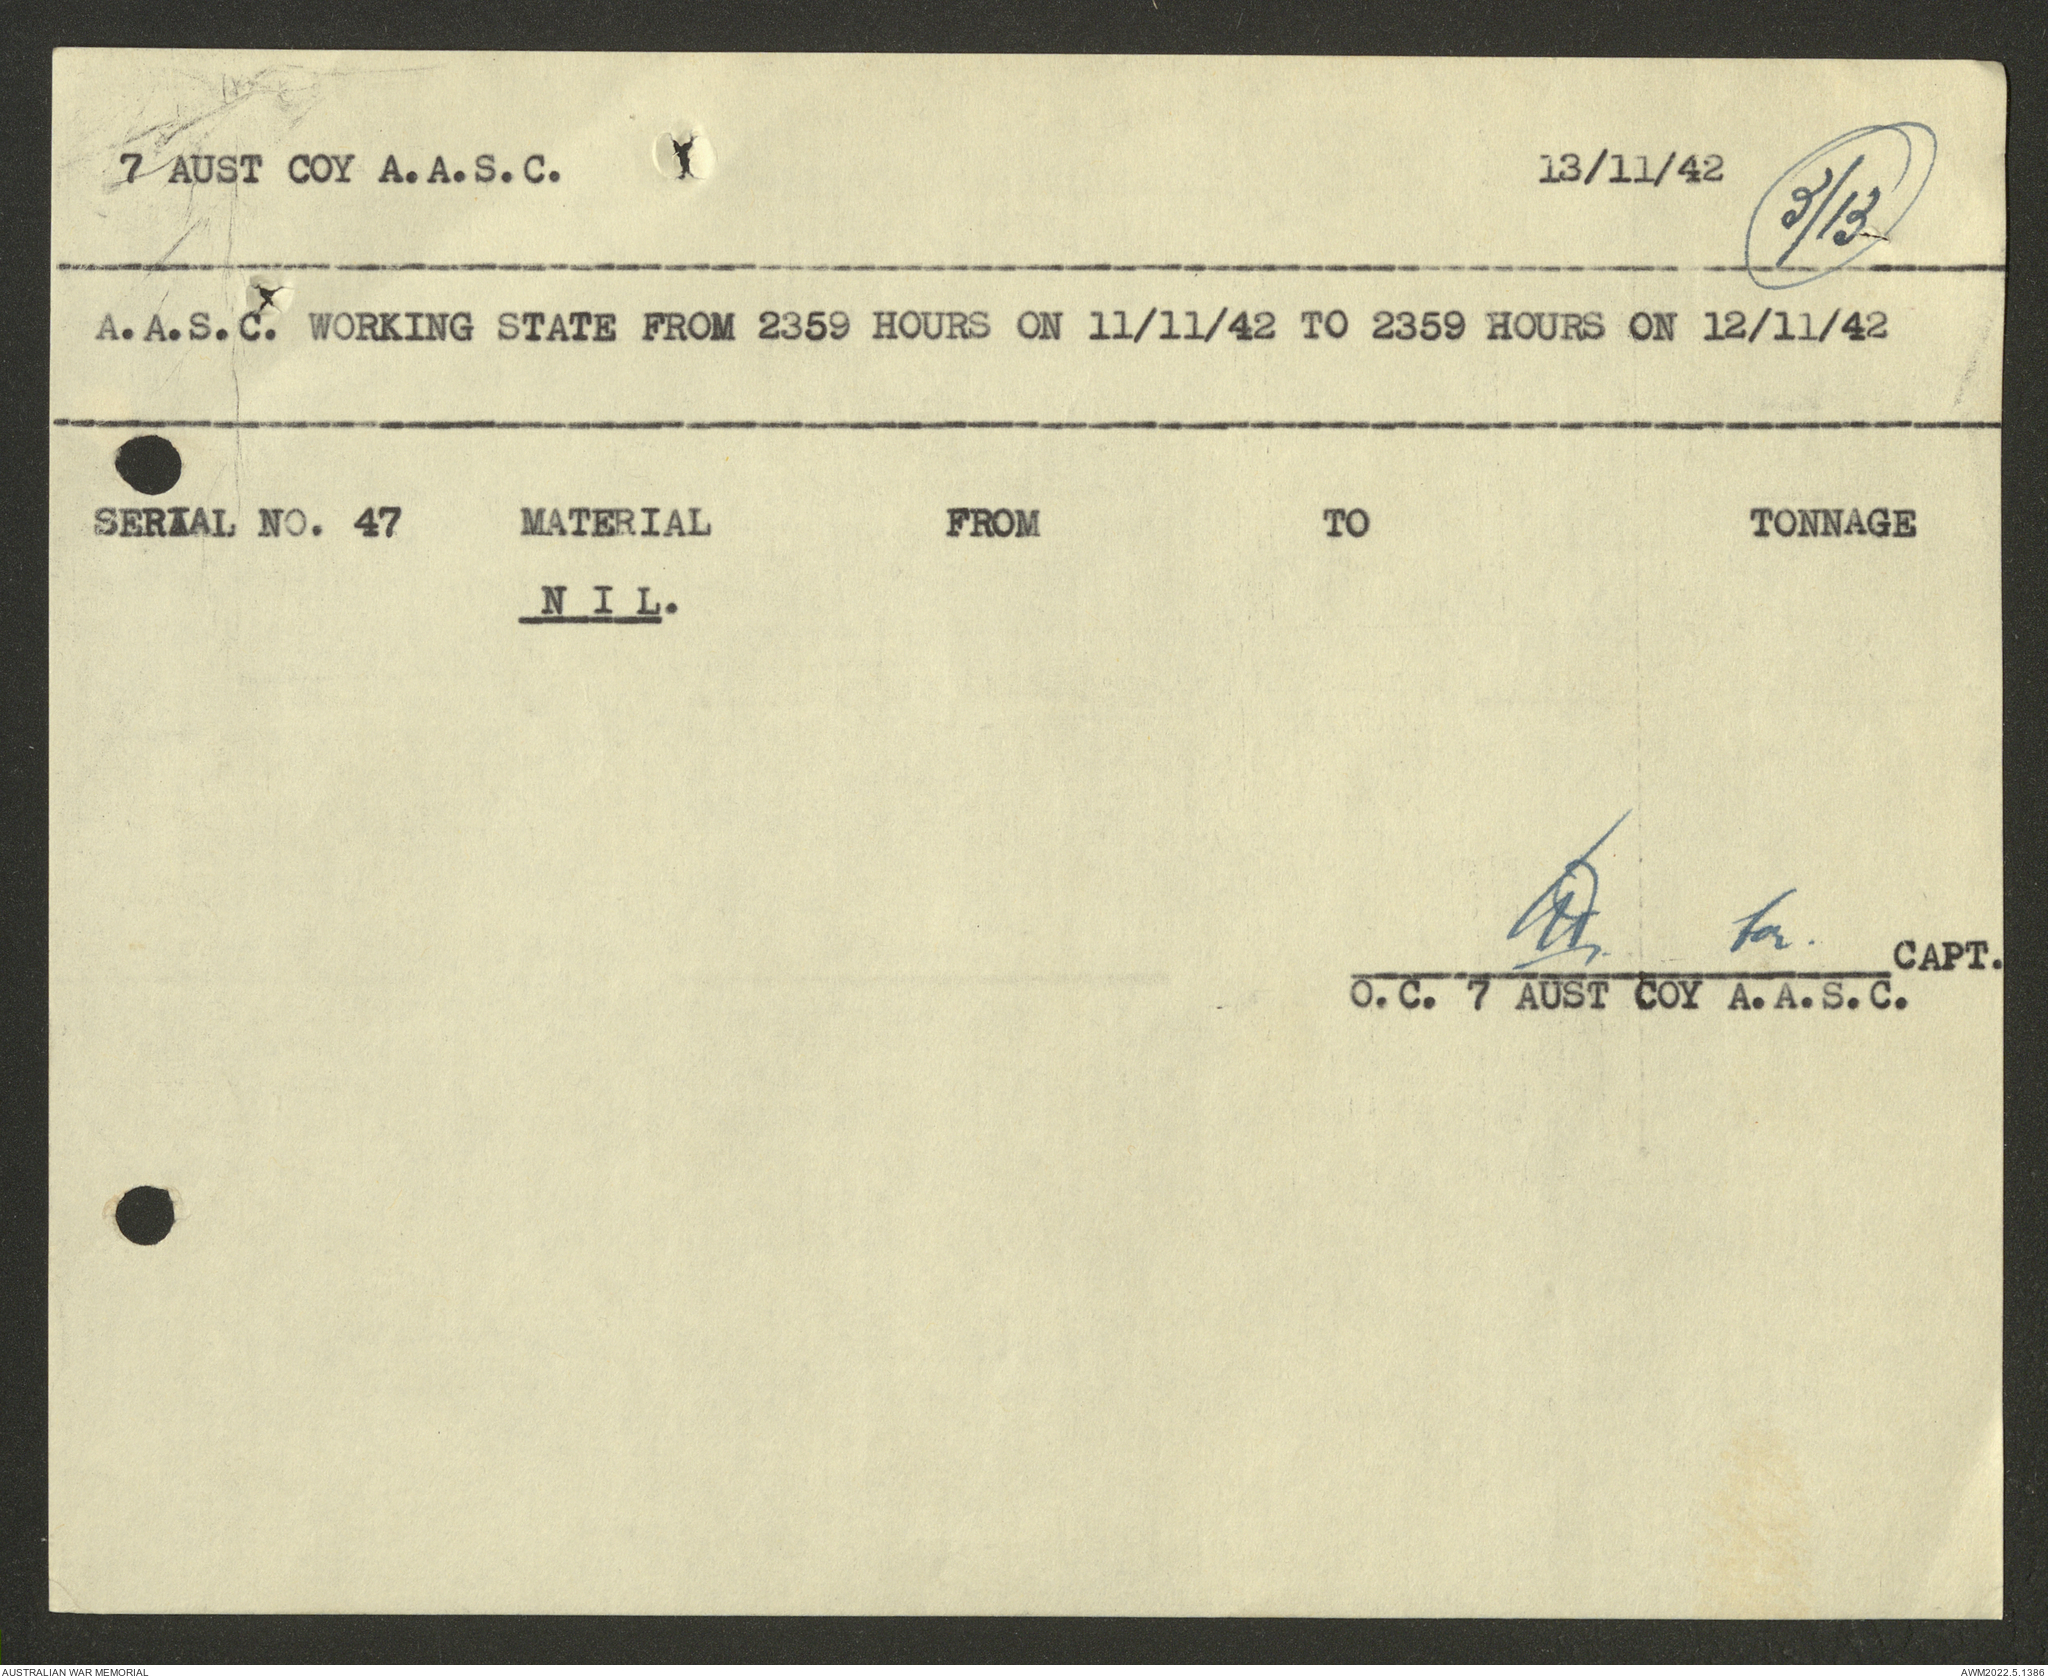 7 AUST COY A.A.S.C. 13/11/42 3/13
A.A.S.C. WORKING STATE FROM 2359 HOURS ON 11/11/42 TO 2359 HOURS ON 12/11/42
SERIAL NO. 47 MATERIAL FROM TO TONNAGE
N I L.
for. CAPT.
O.C. 7 AUST COY A.A.S.C.
AUSTRALIAN WAR MEMORIAL AWM2022.5.1386